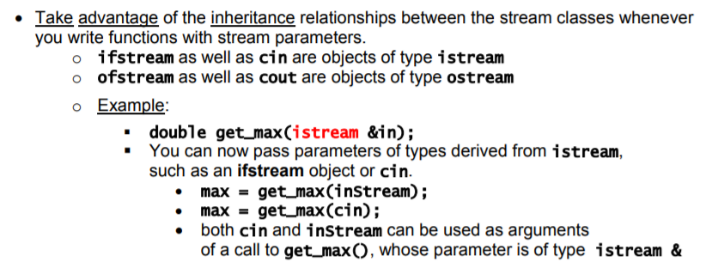 • Take advantage of the inheritance relationships between the stream classes whenever
you write functions with stream parameters.
o ifstream as well as cin are objects of type istream
o ofstream as well as cout are objects of type ostream
o Example:
▪ double get_max(istream &in);
▪ You can now pass parameters of types derived from istream,
such as an ifstream object or cin.
• max = get_max(inStream);
• max = get_max(cin);
• both cin and inStream can be used as arguments
of a call to get_max(), whose parameter is of type istream &